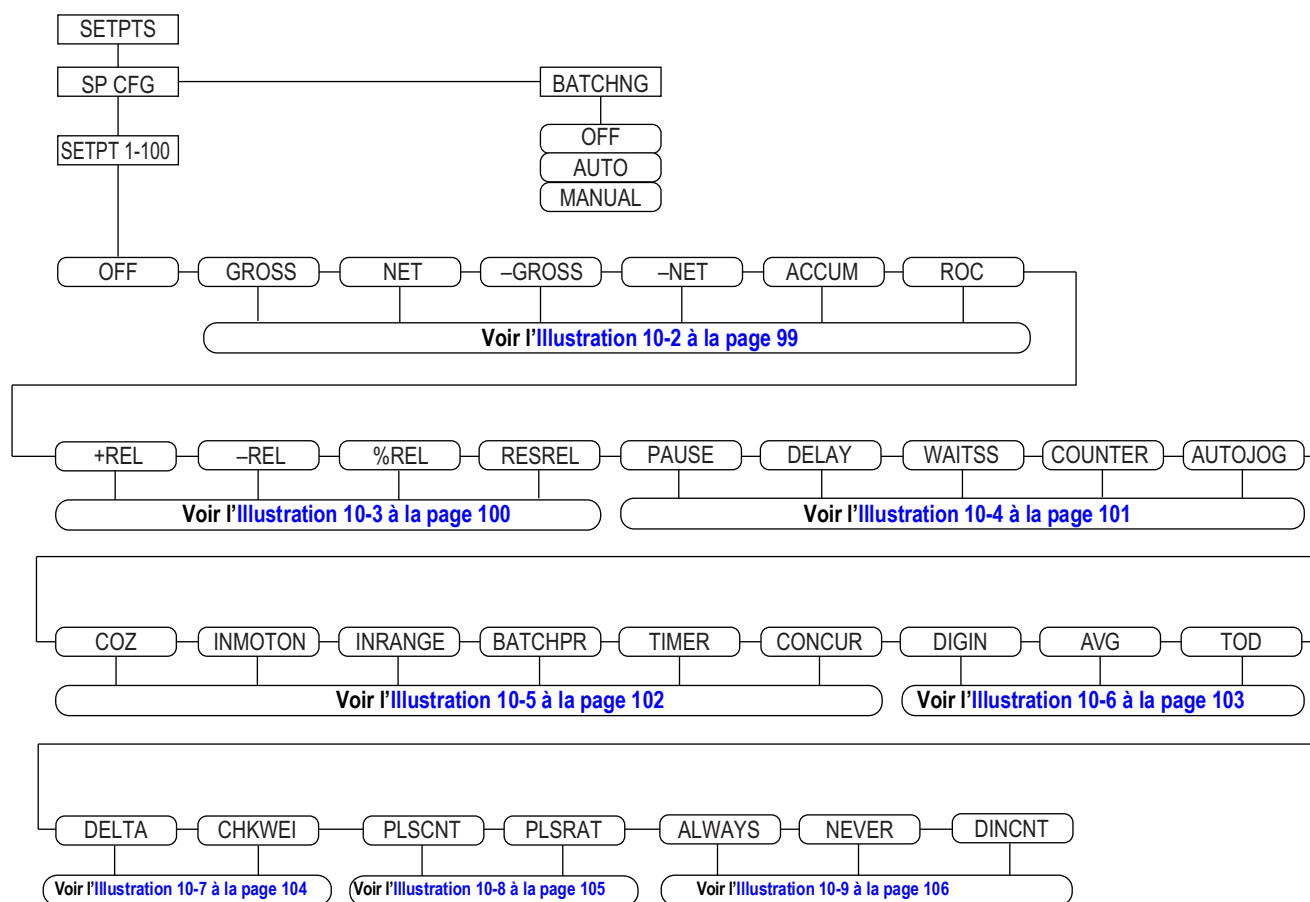 SETPTS
SP CFG
BATCHNG
SETPT 1-100
OFF
AUTO
MANUAL
OFF GROSS NET –GROSS –NET ACCUM ROC
Voir l'Illustration 10-2 à la page 99
+REL –REL %REL RESREL PAUSE DELAY WAITSS COUNTER AUTOJOG
Voir l'Illustration 10-3 à la page 100 Voir l'Illustration 10-4 à la page 101
COZ INMOTON INRANGE BATCHPR TIMER CONCUR DIGIN AVG TOD
Voir l'Illustration 10-5 à la page 102 Voir l'Illustration 10-6 à la page 103
DELTA CHKWEI PLSCNT PLSRAT ALWAYS NEVER DINCNT
Voir l'Illustration 10-7 à la page 104 Voir l'Illustration 10-8 à la page 105 Voir l'Illustration 10-9 à la page 106